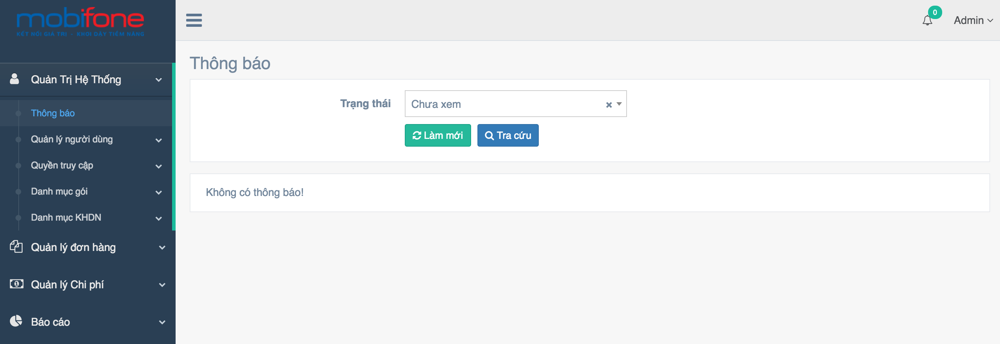 mobifone
KẾT NỐI GIÁ TRỊ - KHƠI DẬY TIỀM NĂNG
0
Admin
Quản Trị Hệ Thống
Thông báo
Quản lý người dùng
Quyền truy cập
Danh mục gói
Danh mục KHDN
Quản lý đơn hàng
Quản lý Chi phí
Báo cáo
Thông báo
Trạng thái
Chưa xem
Làm mới
Tra cứu
Không có thông báo!